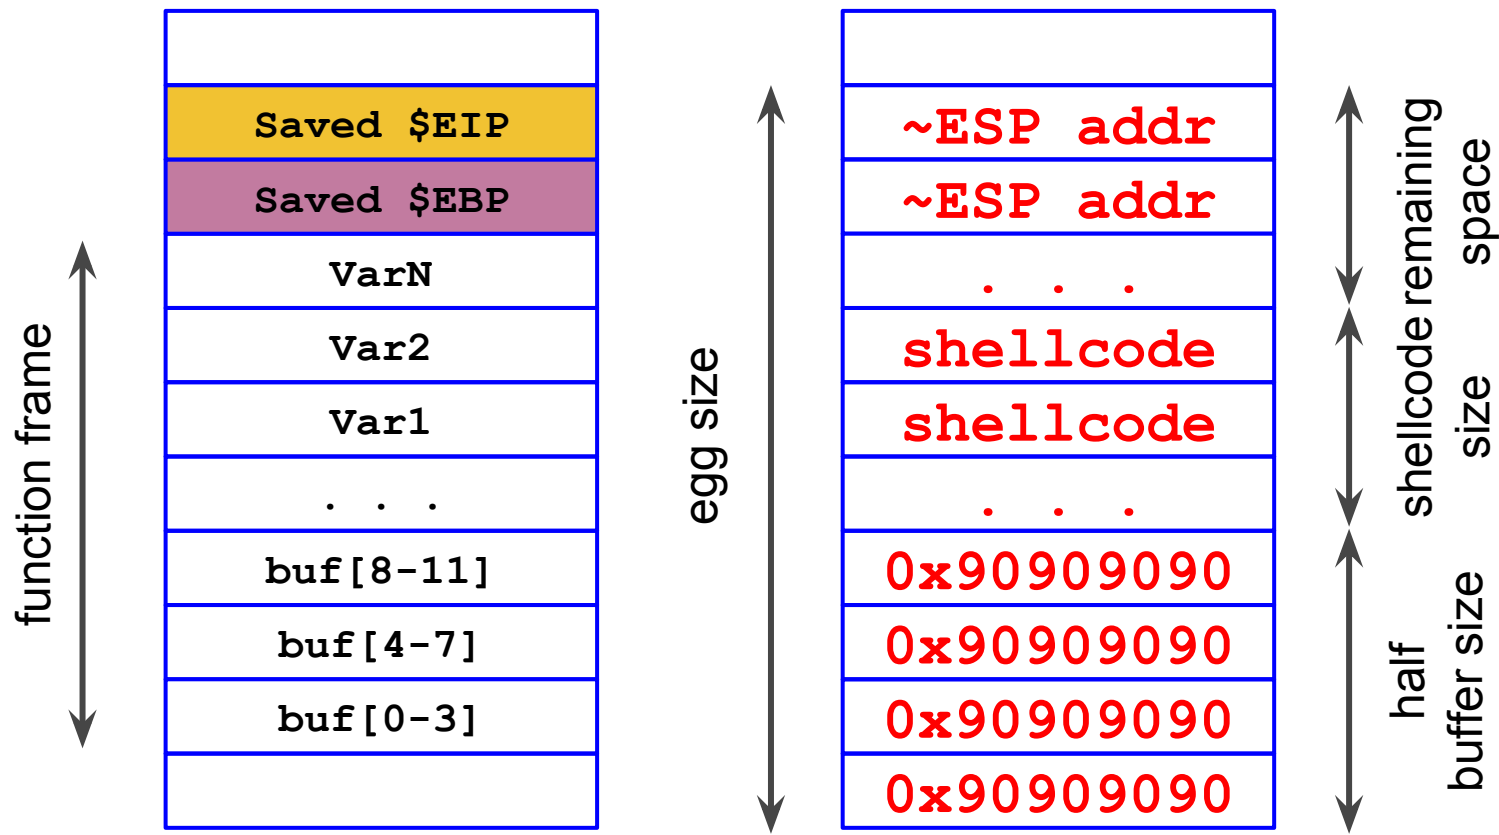 function frame
Saved $EIP
Saved $EBP
VarN
Var2
Var1
. . .
buf[8-11]
buf[4-7]
buf[0-3]
egg size
~ESP addr
~ESP addr
. . .
shellcode
shellcode
. . .
0x90909090
0x90909090
0x90909090
0x90909090
remaining
space
shellcode
size
half
buffer size